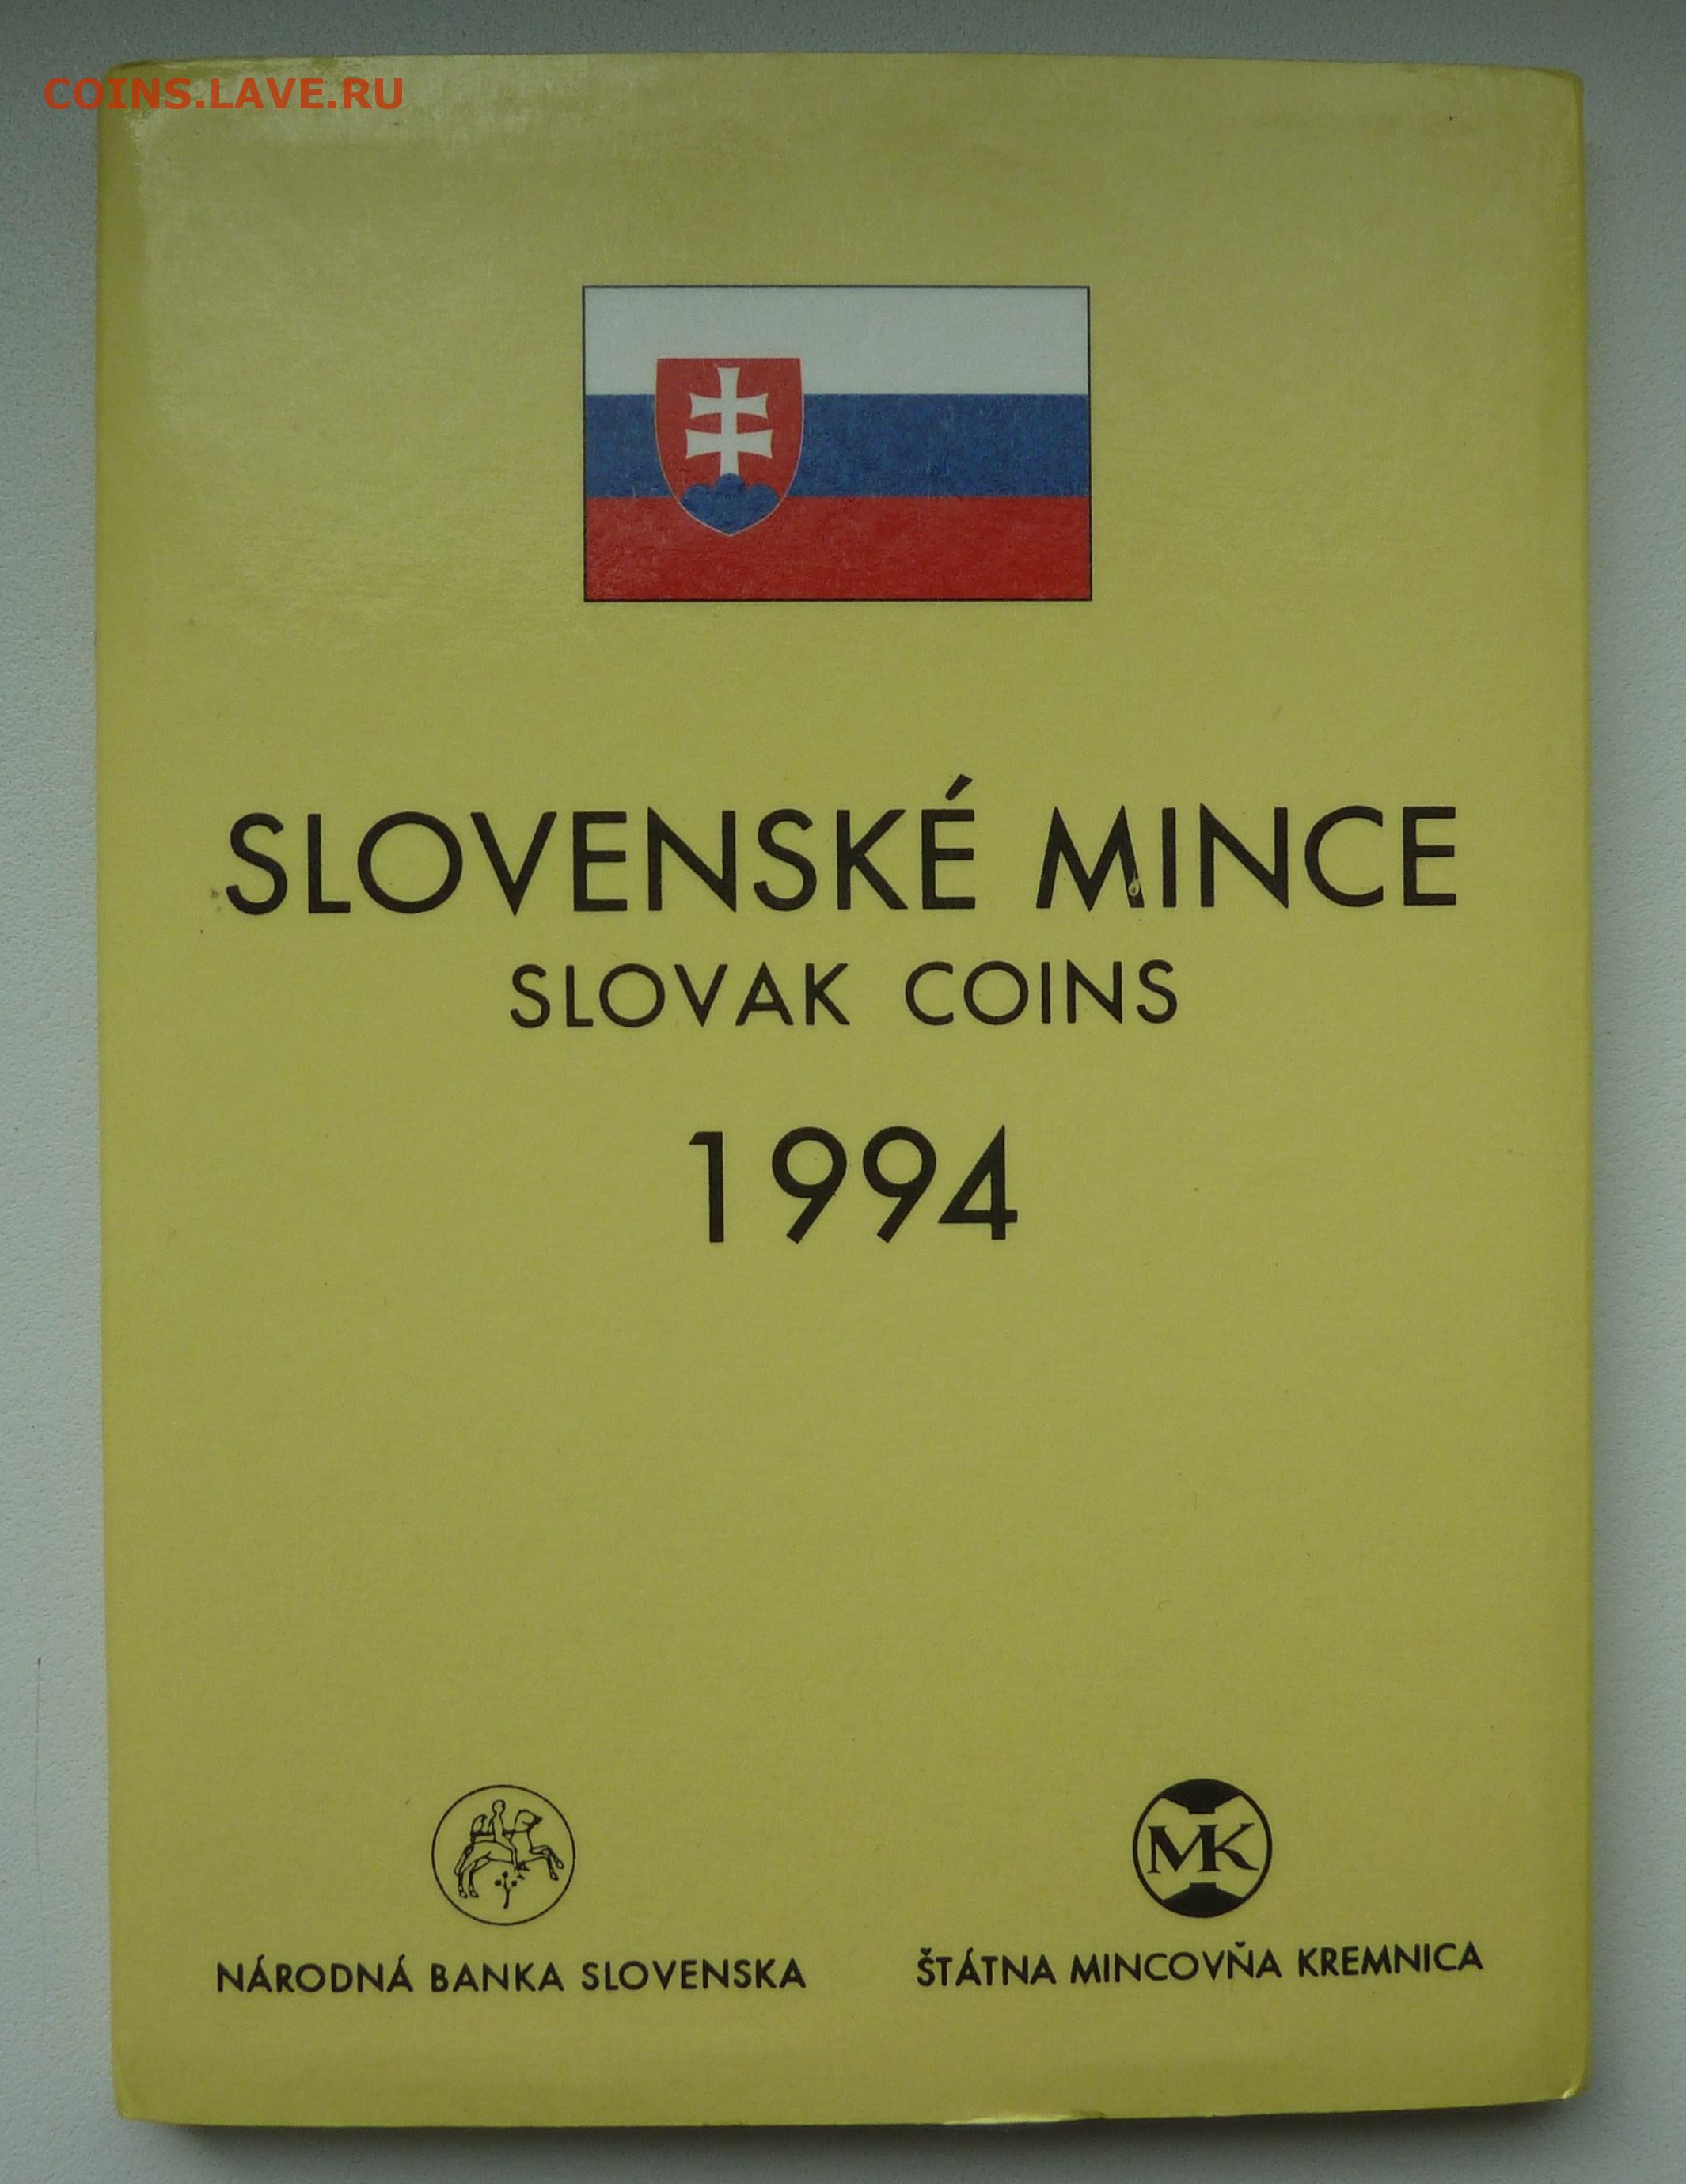 COINS.LAVE.RU
SLOVENSKÉ MINCE
SLOVAK COINS
1994
MK
NÁRODNÁ BANKA SLOVENSKA
ŠTÁTNA MINCOVŇA KREMNICA